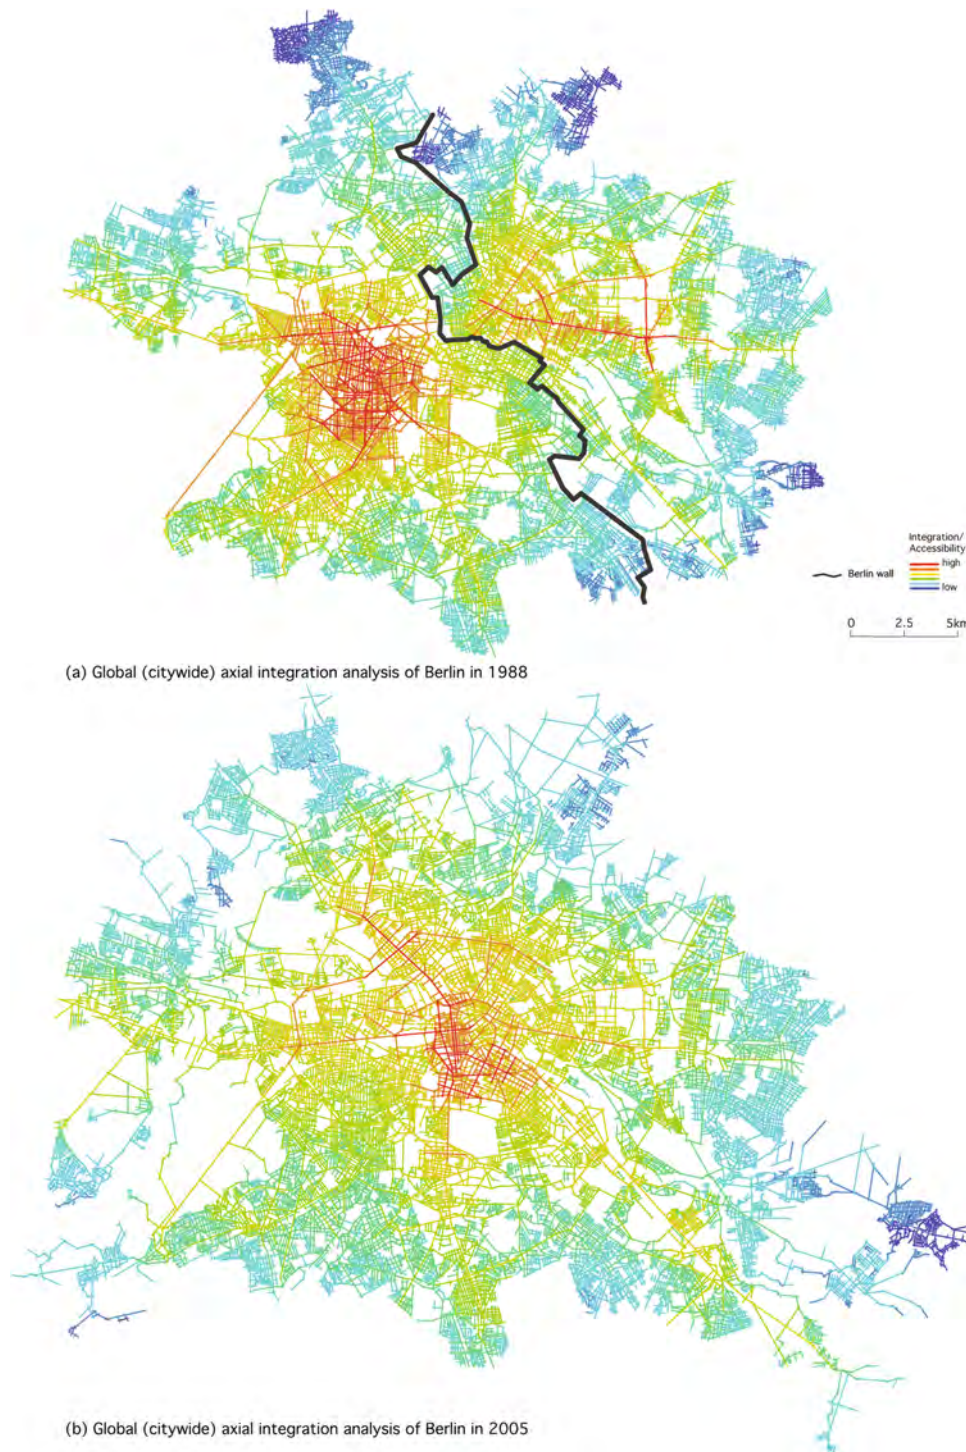 Integration/
Accessibility
high
low
Berlin wall
0 2.5 5km
(a) Global (citywide) axial integration analysis of Berlin in 1988
(b) Global (citywide) axial integration analysis of Berlin in 2005